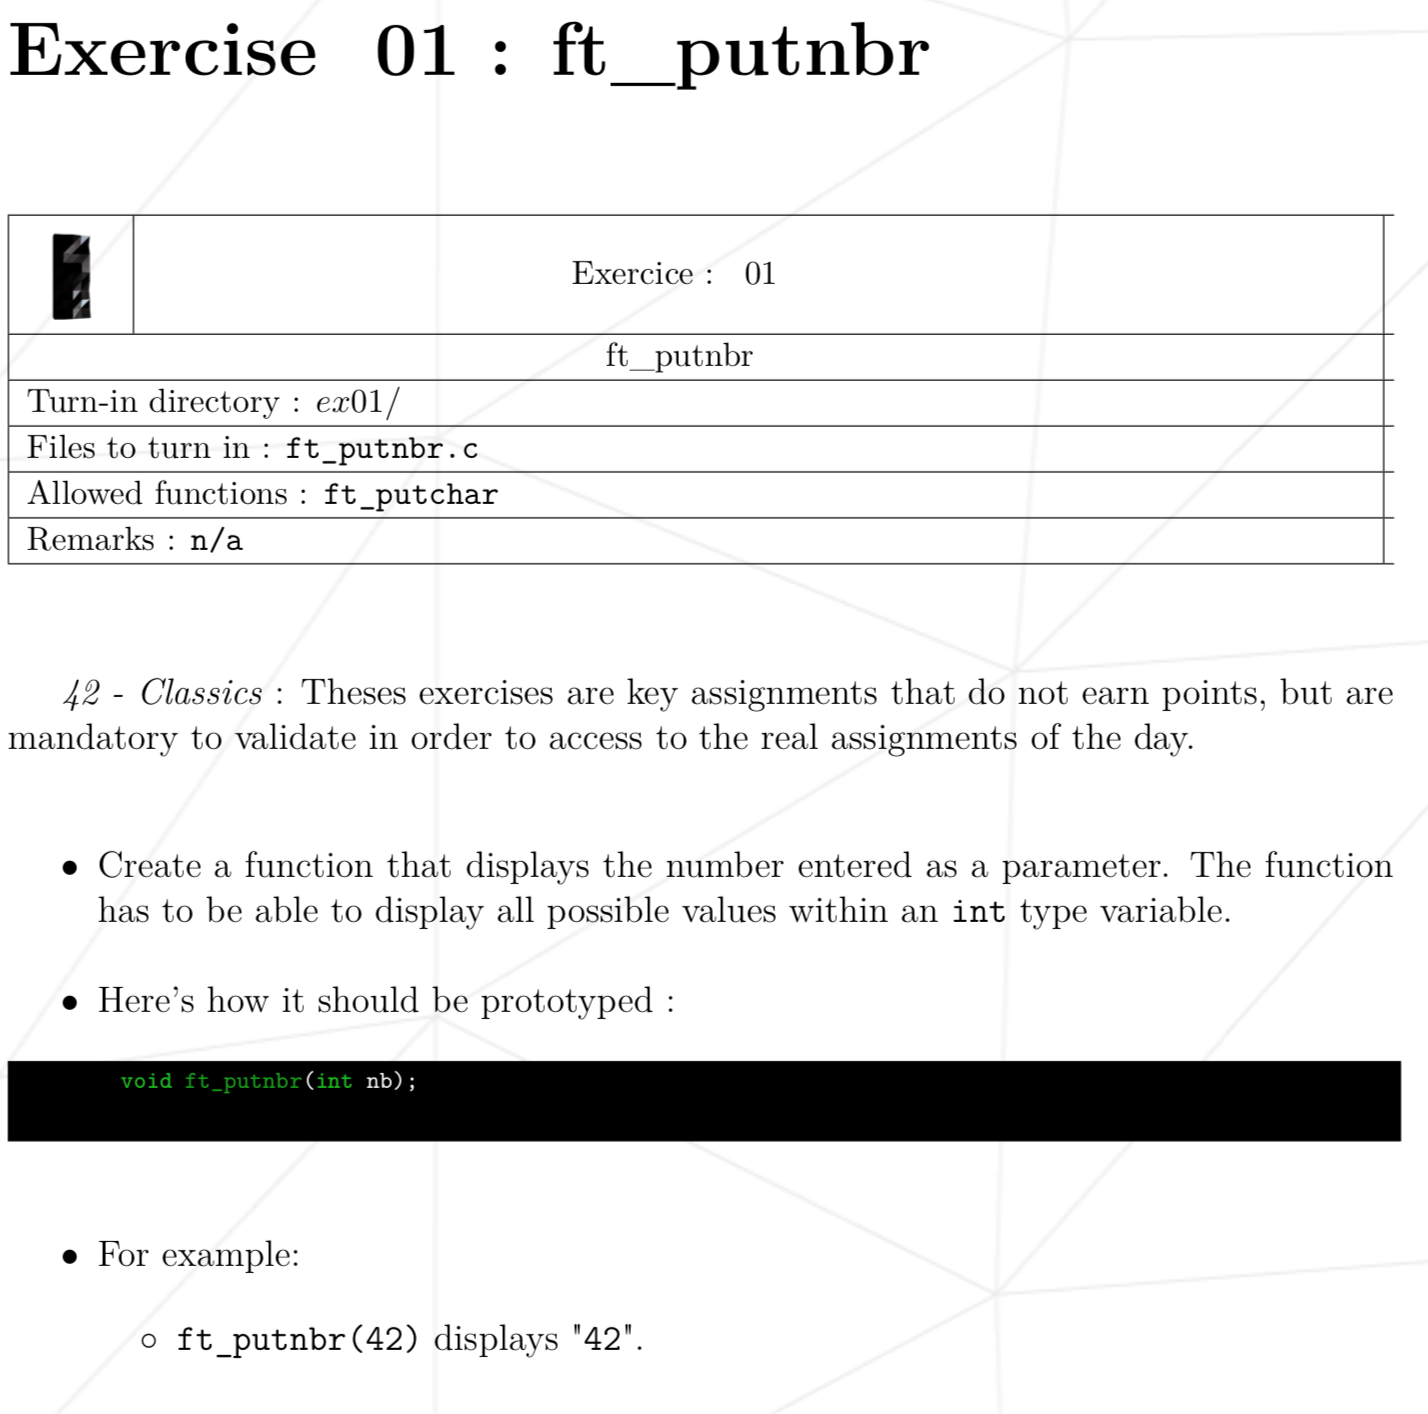 Exercise 01 : ft_putnbr
Exercice : 01
ft_putnbr
Turn-in directory : ex01/
Files to turn in : ft_putnbr.c
Allowed functions : ft_putchar
Remarks : n/a
42 - Classics : Theses exercises are key assignments that do not earn points, but are
mandatory to validate in order to access to the real assignments of the day.
• Create a function that displays the number entered as a parameter. The function
has to be able to display all possible values within an int type variable.
• Here's how it should be prototyped :
void ft_putnbr(int nb);
• For example:
◦ ft_putnbr(42) displays "42".